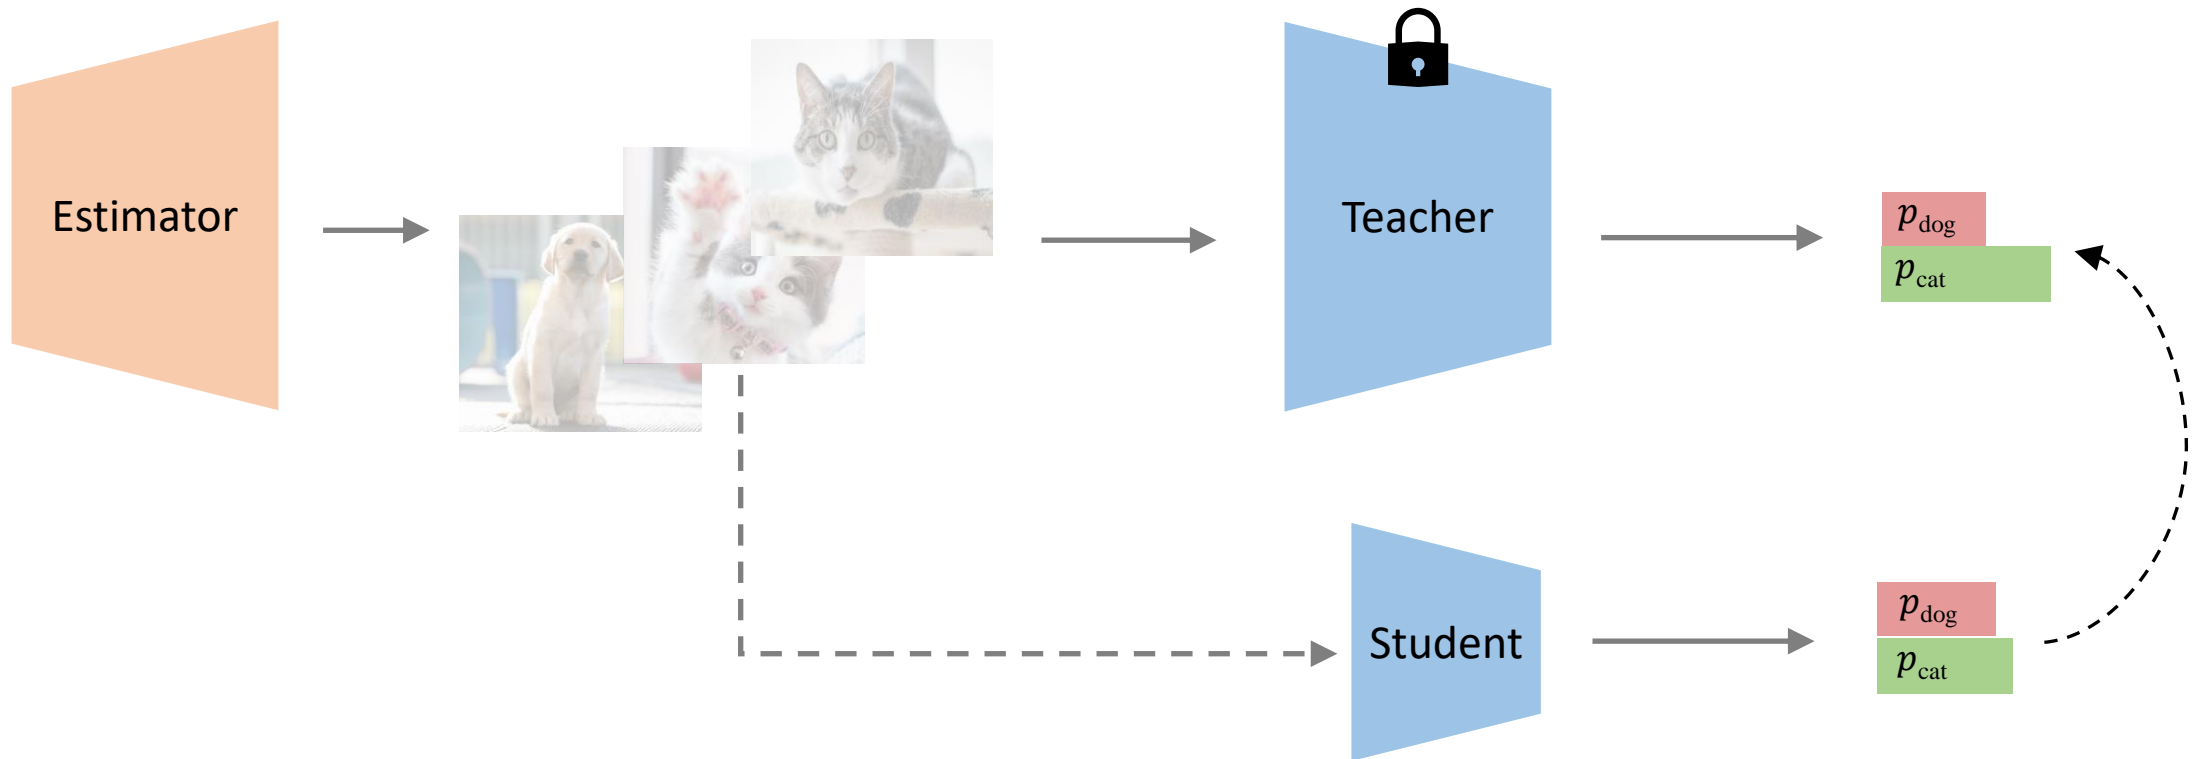 Estimator
Teacher
p_dog
p_cat
Student
p_dog
p_cat